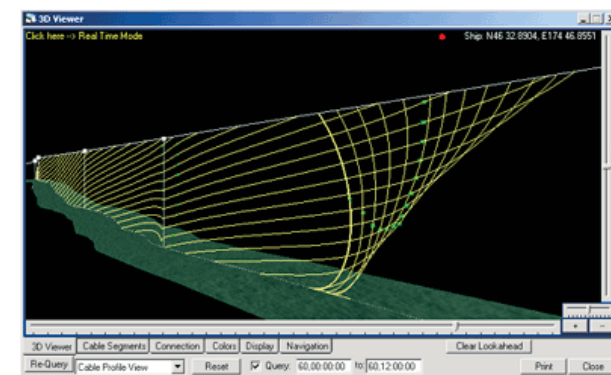 3D Viewer
Click here --> Real Time Mode
Ship: N46 32.8904, E174 46.8551
+ -
3D Viewer Cable Segments Connection Colors Display Navigation Clear Lookahead
Re-Query Cable Profile View Reset Query: 60,00:00:00 to: 60,12:00:00 Print Close